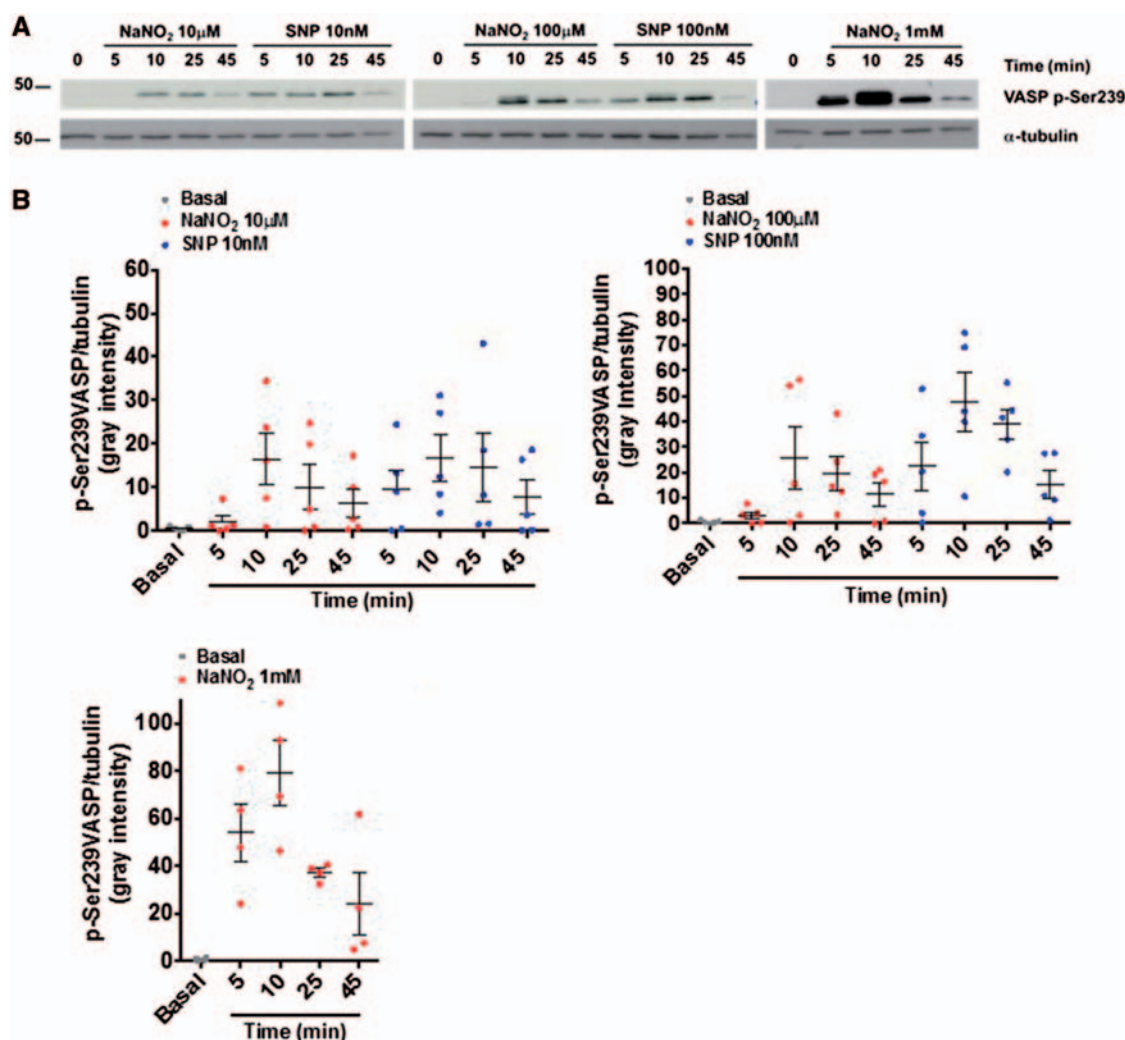 A
NaNO₂ 10μM SNP 10nM NaNO₂ 100μM SNP 100nM NaNO₂ 1mM
0 5 10 25 45 5 10 25 45 0 5 10 25 45 5 10 25 45 0 5 10 25 45 Time (min)
50 VASP p-Ser239
50 α-tubulin
B
Basal
NaNO₂ 10μM
SNP 10nM
p-Ser239VASP/tubulin
(gray intensity)
60
50
40
30
20
10
0
Basal 5 10 25 45 5 10 25 45
Time (min)
Basal
NaNO₂ 100μM
SNP 100nM
p-Ser239VASP/tubulin
(gray Intensity)
100
90
80
70
60
50
40
30
20
10
0
Basal 5 10 25 45 5 10 25 45
Time (min)
Basal
NaNO₂ 1mM
p-Ser239VASP/tubulin
(gray intensity)
100
80
60
40
20
0
Basal 5 10 25 45
Time (min)